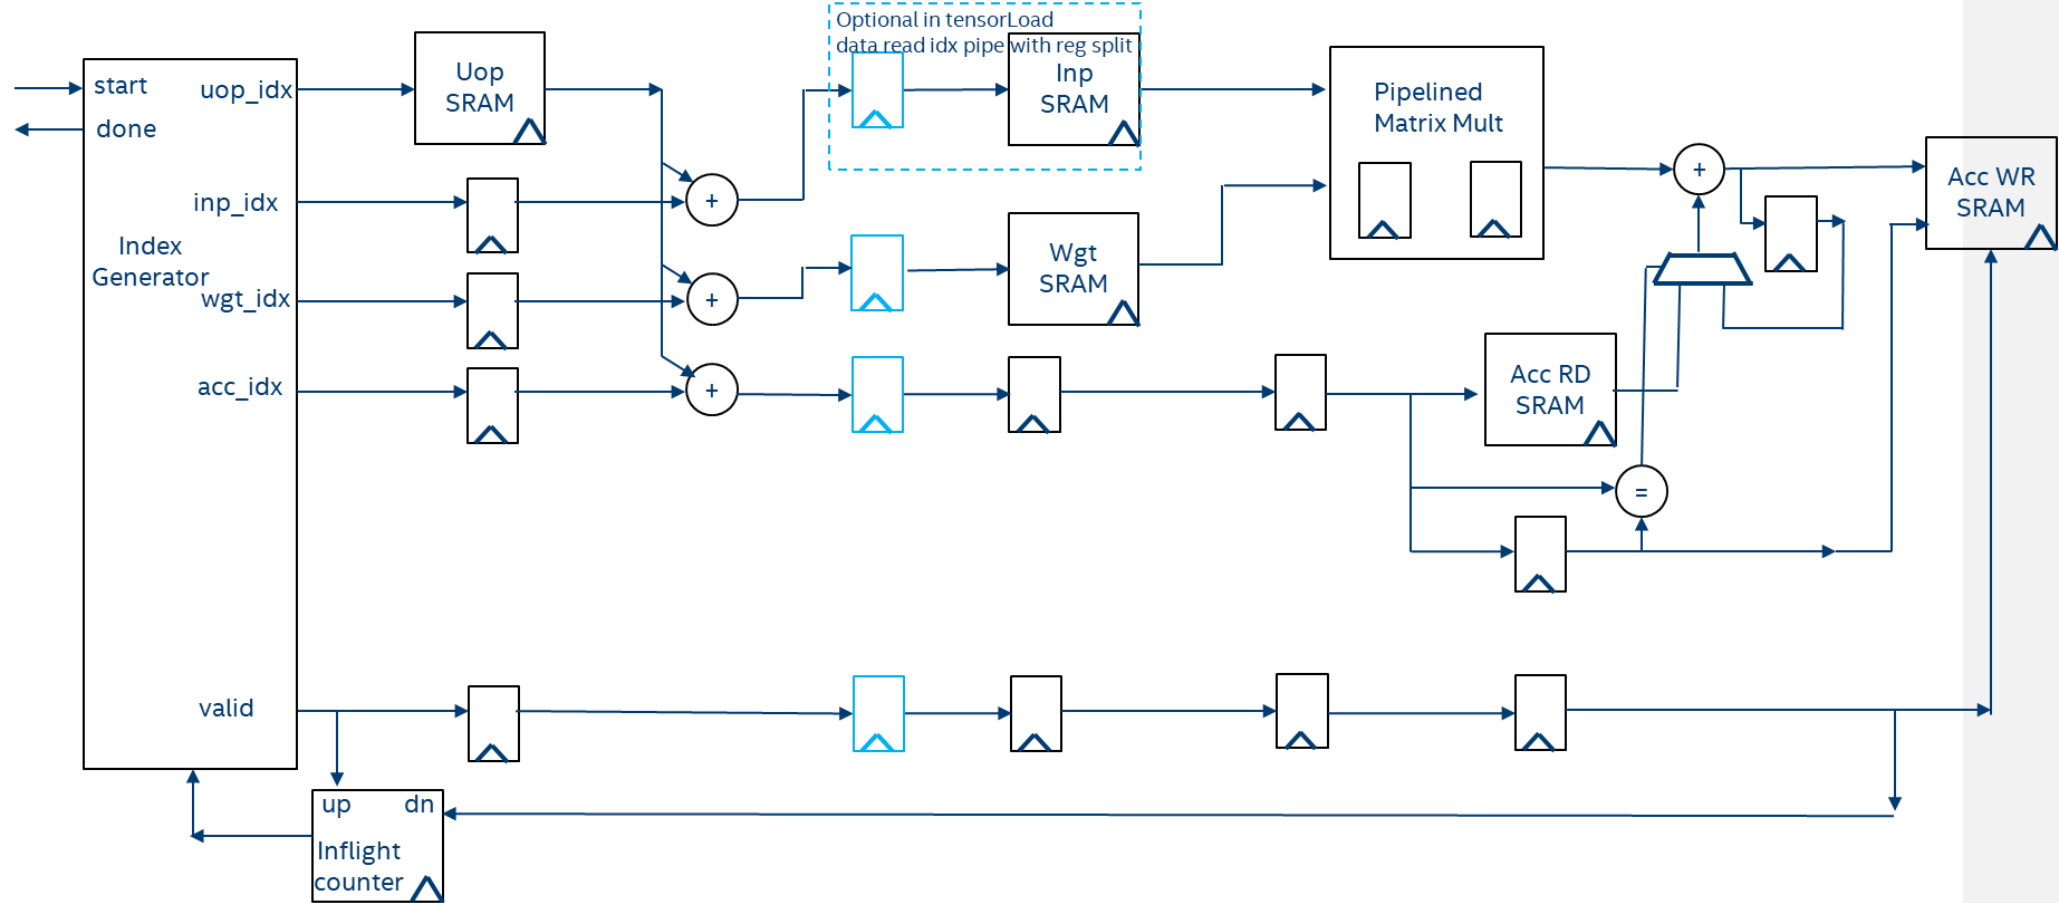 Optional in tensorLoad
data read idx pipe with reg split
start
done
uop_idx
Uop
SRAM
Inp
SRAM
Pipelined
Matrix Mult
+
Acc WR
SRAM
inp_idx
+
Index
Generator
wgt_idx
+
Wgt
SRAM
acc_idx
+
Acc RD
SRAM
=
valid
up
dn
Inflight
counter